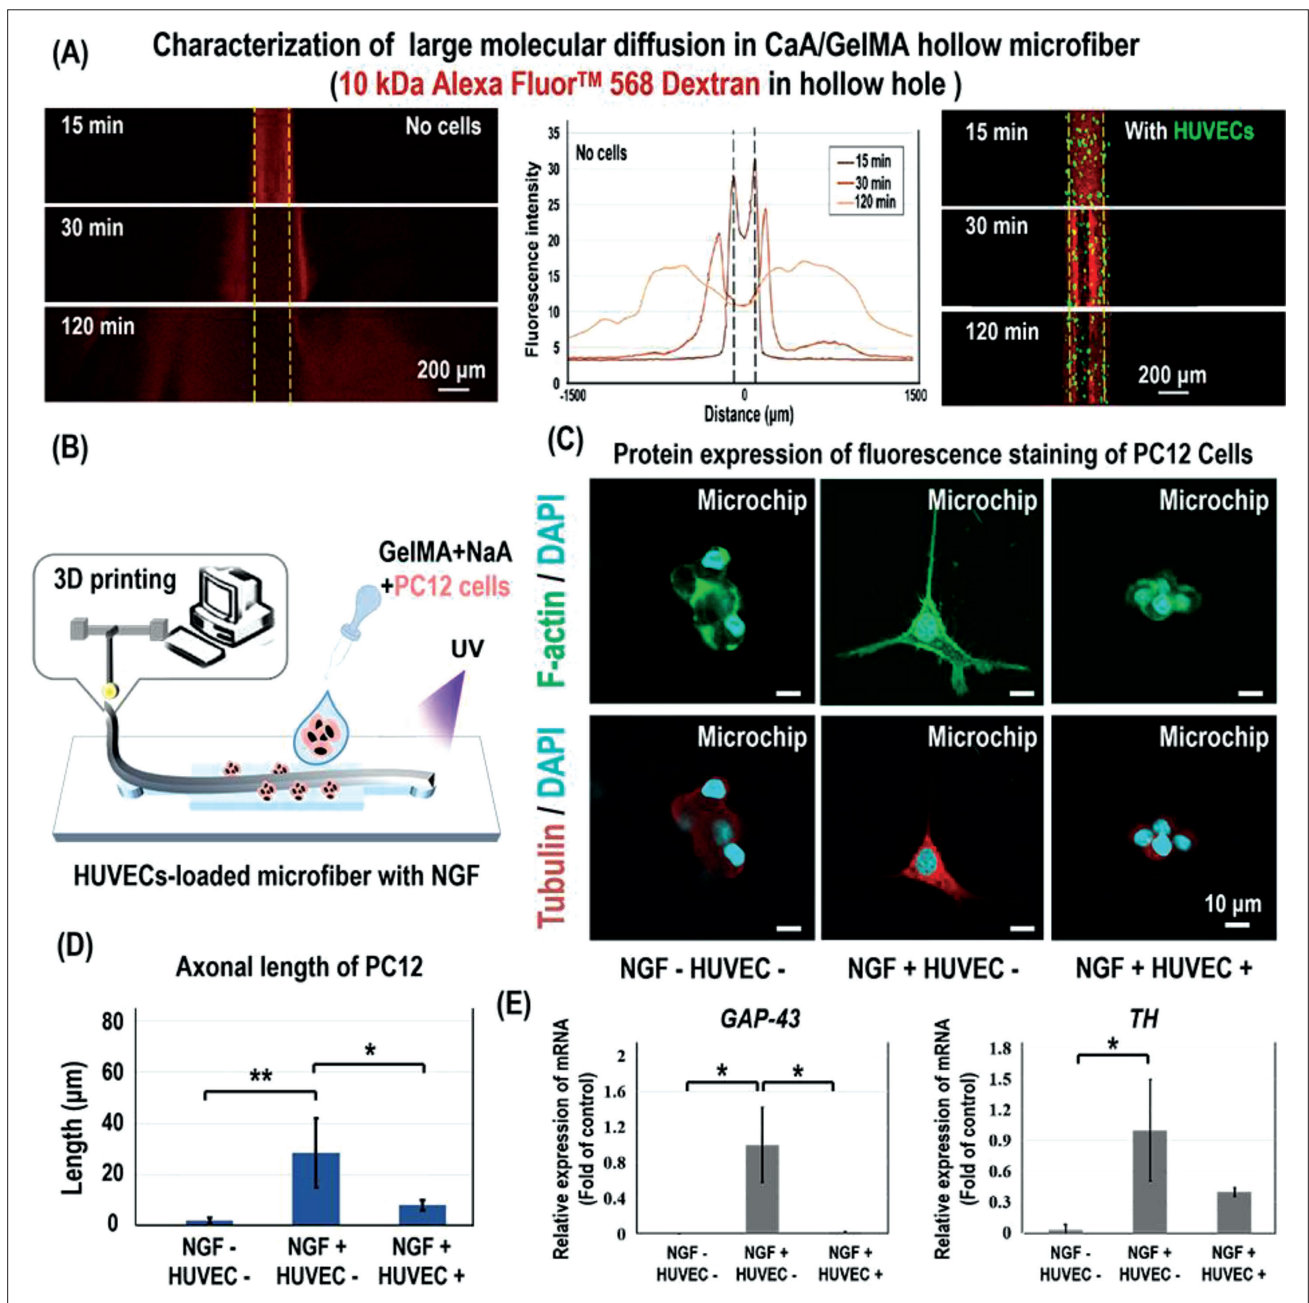 (A)
Characterization of large molecular diffusion in CaA/GelMA hollow microfiber
(10 kDa Alexa Fluor™ 568 Dextran in hollow hole )
15 min
No cells
30 min
120 min
200 µm
Fluorescence intensity
35
30
25
20
15
10
5
0
No cells
15 min
30 min
120 min
-1500
0
1500
Distance (µm)
15 min
With HUVECs
30 min
120 min
200 µm
(B)
3D printing
GelMA+NaA
+PC12 cells
UV
HUVECs-loaded microfiber with NGF
(C)
Protein expression of fluorescence staining of PC12 Cells
F-actin / DAPI
Microchip
Microchip
Microchip
Tubulin / DAPI
Microchip
Microchip
Microchip
10 µm
NGF - HUVEC -
NGF + HUVEC -
NGF + HUVEC +
(D)
Axonal length of PC12
Length (µm)
80
60
40
20
0
**
*
NGF -
HUVEC -
NGF +
HUVEC -
NGF +
HUVEC +
(E)
GAP-43
Relative expression of mRNA
(Fold of control)
2
1.6
1.2
0.8
0.4
0
*
*
NGF -
HUVEC -
NGF +
HUVEC -
NGF +
HUVEC +
TH
Relative expression of mRNA
(Fold of control)
1.8
1.5
1.2
0.9
0.6
0.3
0
*
NGF -
HUVEC -
NGF +
HUVEC -
NGF +
HUVEC +